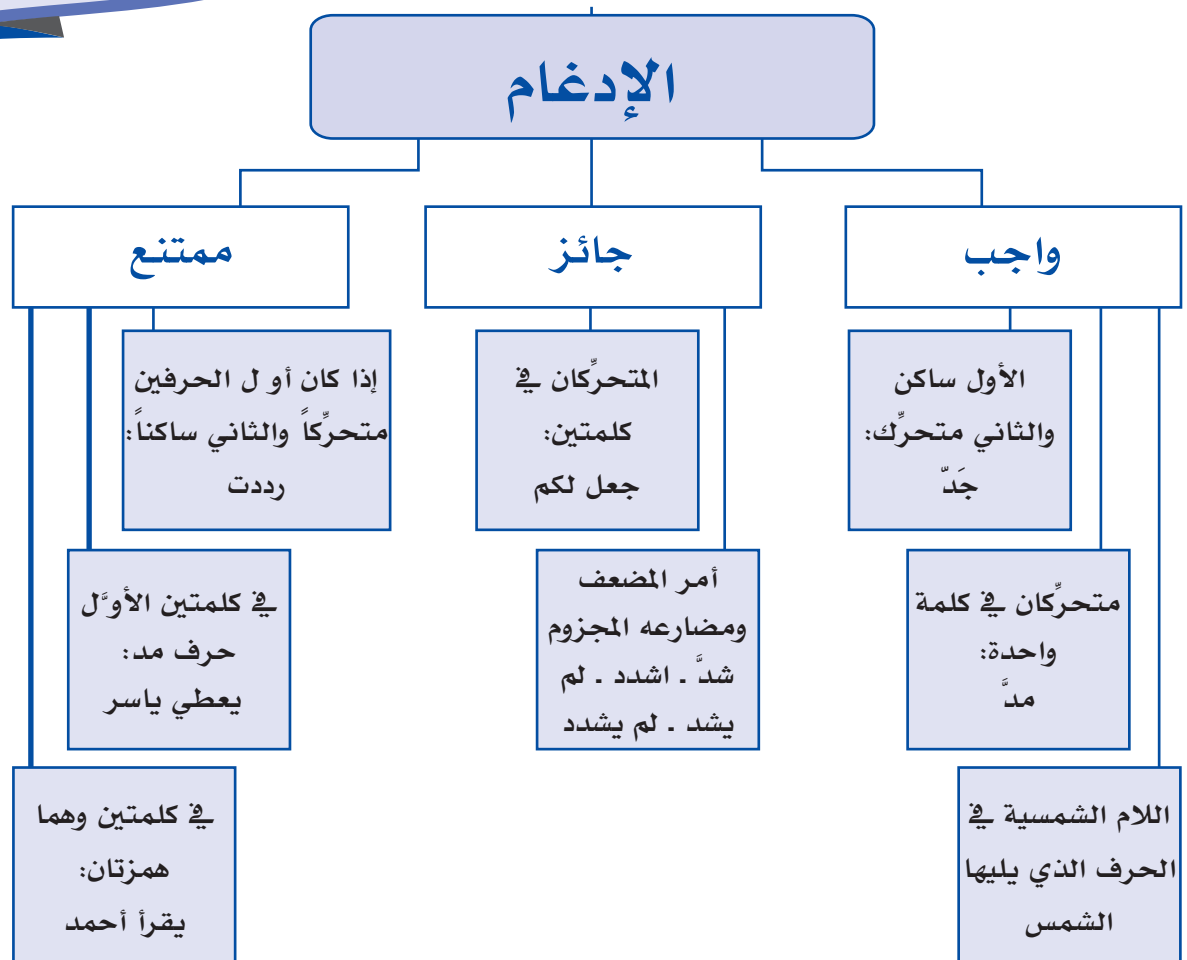 الإدغام
واجب
الأول ساكن
والثاني متحرِّك:
جَدّ
متحرِّكان في كلمة
واحدة:
مدَّ
اللام الشمسية في
الحرف الذي يليها
الشمس
جائز
المتحرِّكان في
كلمتين:
جعل لكم
أمر المضعف
ومضارعه المجزوم
شدَّ . اشدد . لم
يشد . لم يشدد
ممتنع
إذا كان أو ل الحرفين
متحرِّكاً والثاني ساكناً:
رددت
في كلمتين الأوَّل
حرف مد:
يعطي ياسر
في كلمتين وهما
همزتان:
يقرأ أحمد